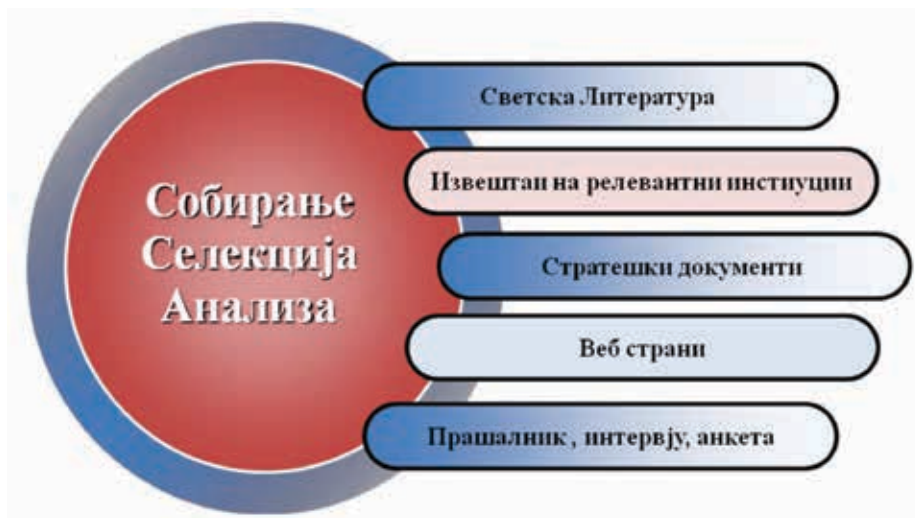 Собирање
Селекција
Анализа
Светска Литература
Извештаи на релевантни инстиуции
Стратешки документи
Веб страни
Прашалник , интервју, анкета